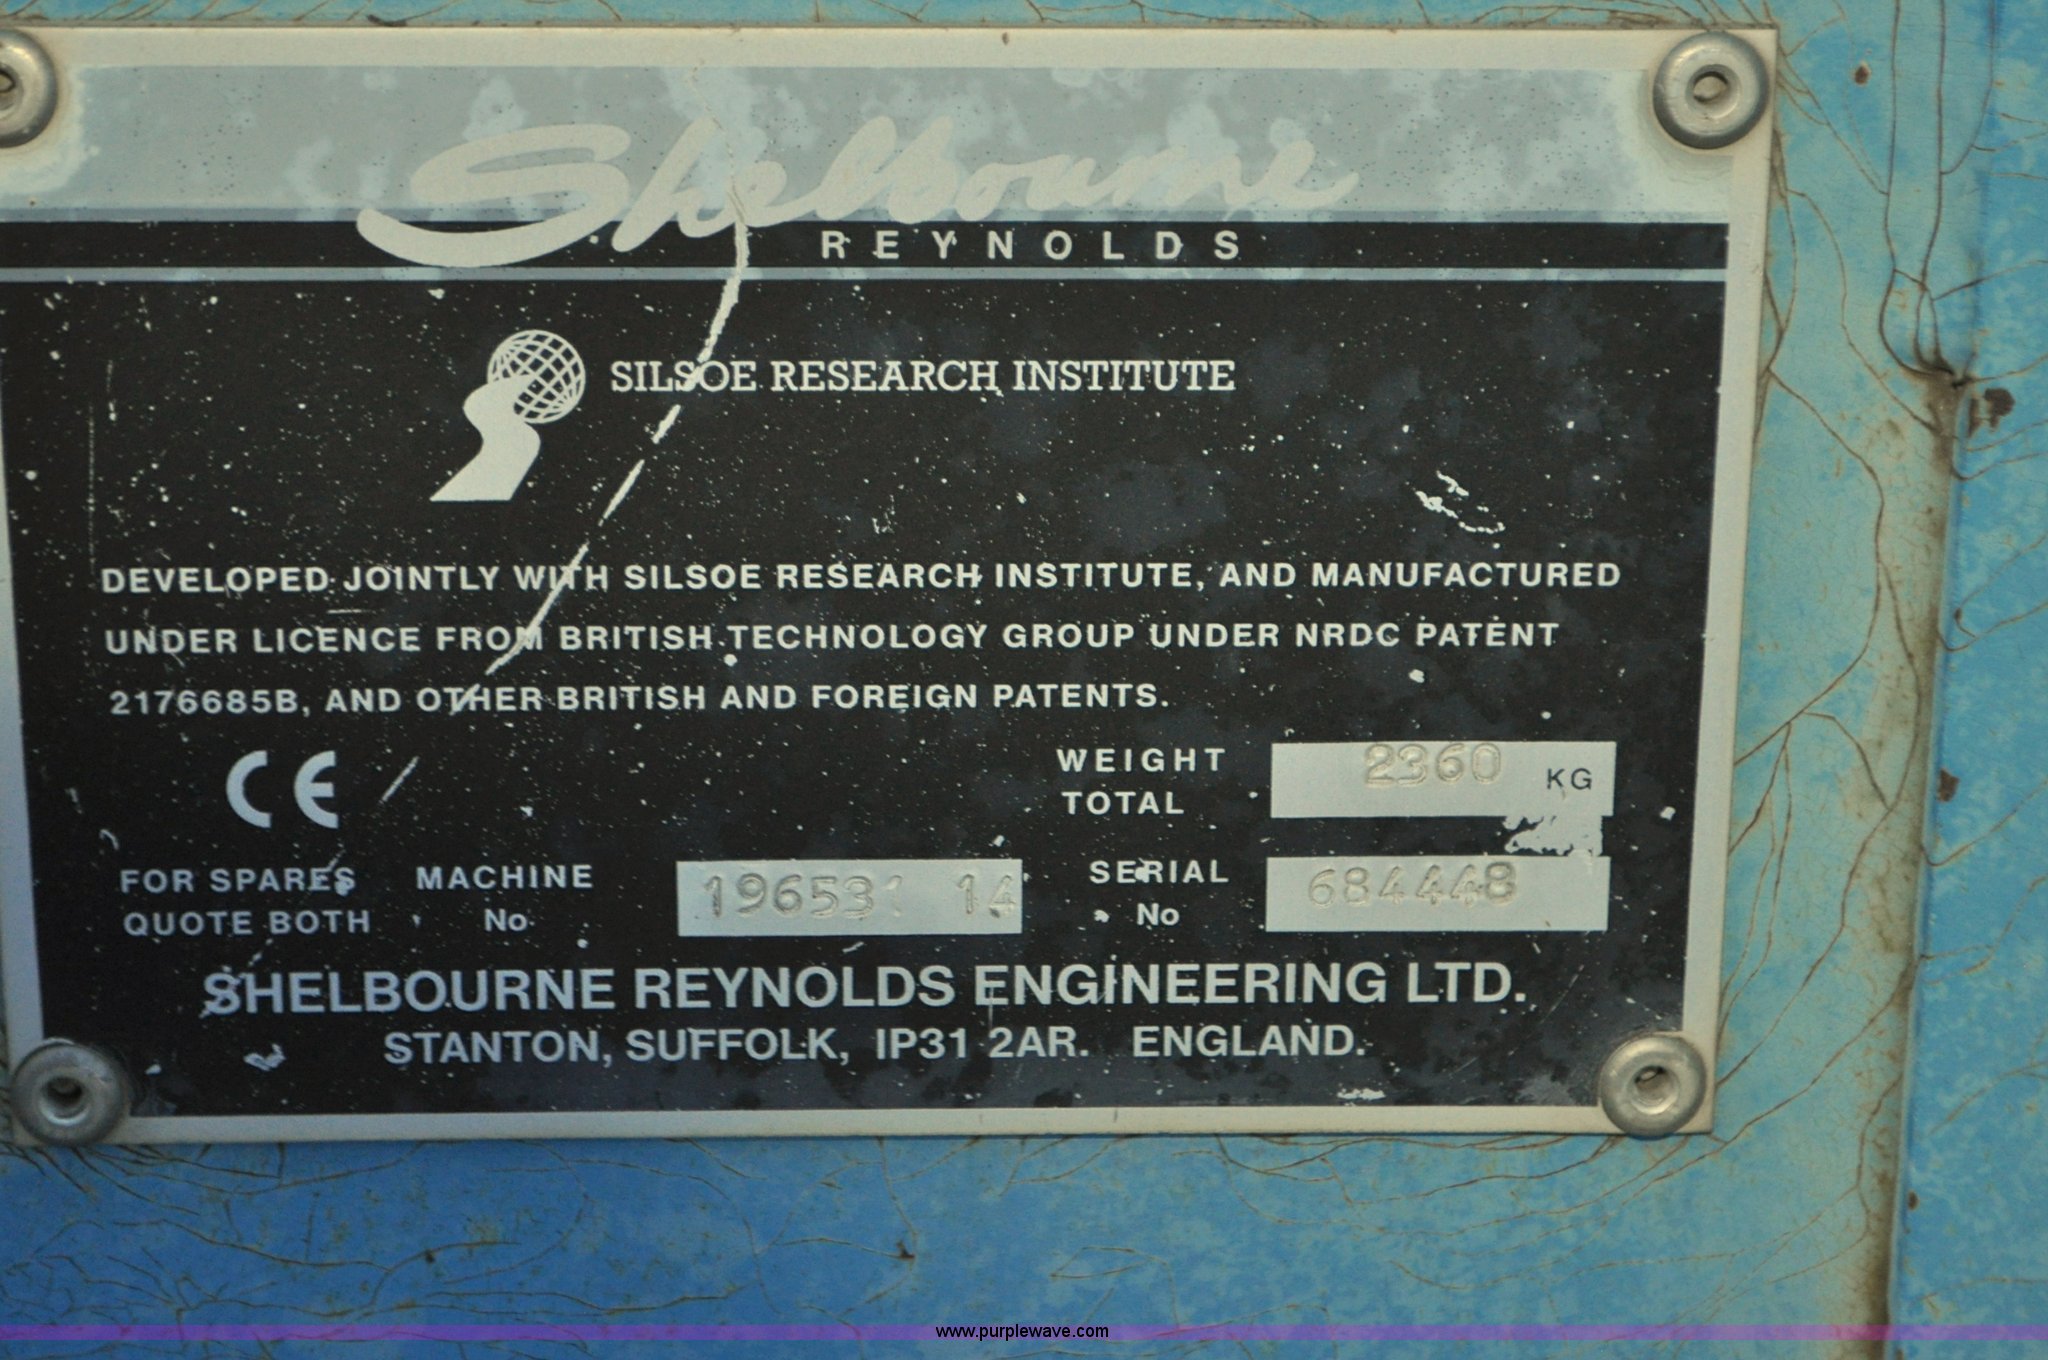 Shelbourne
REYNOLDS
SILSOE RESEARCH INSTITUTE
DEVELOPED JOINTLY WITH SILSOE RESEARCH INSTITUTE, AND MANUFACTURED
UNDER LICENCE FROM BRITISH TECHNOLOGY GROUP UNDER NRDC PATENT
2176685B, AND OTHER BRITISH AND FOREIGN PATENTS.
CE
WEIGHT TOTAL 2360 KG
FOR SPARES QUOTE BOTH
MACHINE No 196531 14
SERIAL No 684448
SHELBOURNE REYNOLDS ENGINEERING LTD.
STANTON, SUFFOLK, IP31 2AR. ENGLAND.
www.purplewave.com